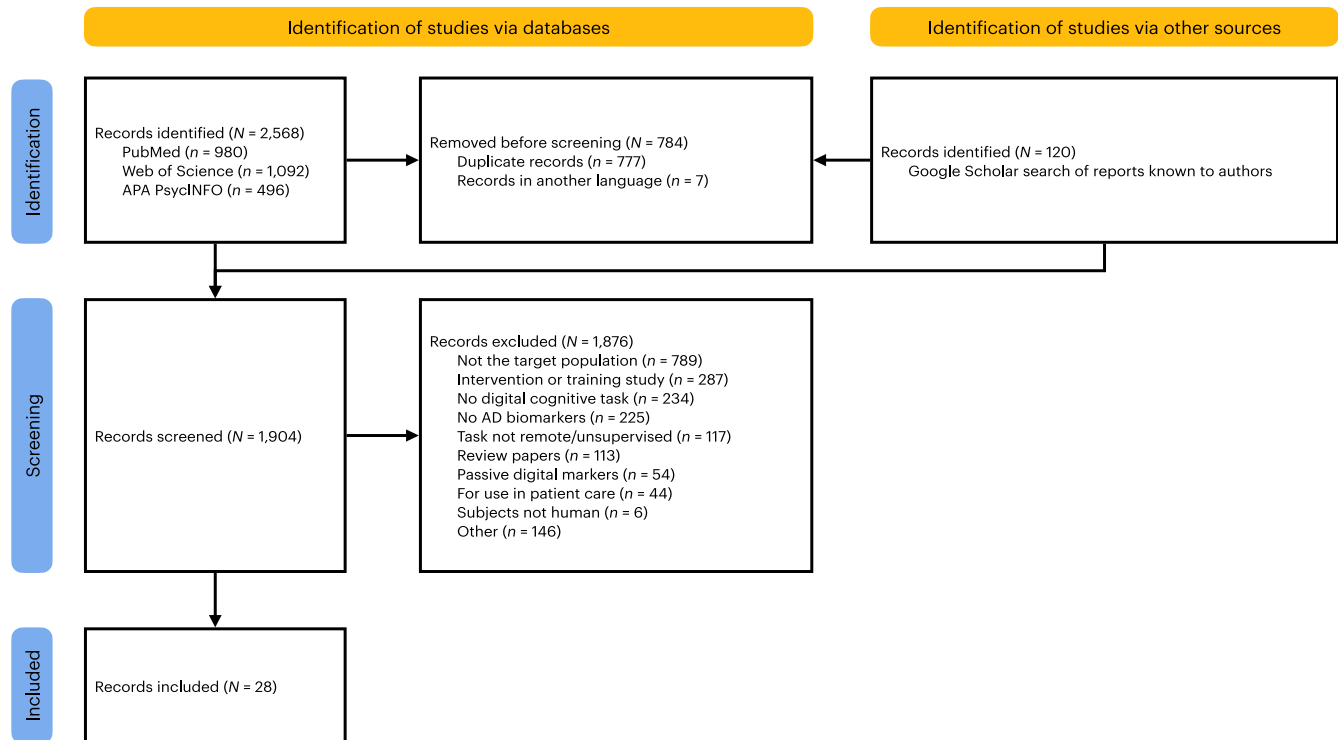 Identification of studies via databases
Identification of studies via other sources
Identification
Records identified (N = 2,568)
PubMed (n = 980)
Web of Science (n = 1,092)
APA PsycINFO (n = 496)
Removed before screening (N = 784)
Duplicate records (n = 777)
Records in another language (n = 7)
Records identified (N = 120)
Google Scholar search of reports known to authors
Screening
Records screened (N = 1,904)
Records excluded (N = 1,876)
Not the target population (n = 789)
Intervention or training study (n = 287)
No digital cognitive task (n = 234)
No AD biomarkers (n = 225)
Task not remote/unsupervised (n = 117)
Review papers (n = 113)
Passive digital markers (n = 54)
For use in patient care (n = 44)
Subjects not human (n = 6)
Other (n = 146)
Included
Records included (N = 28)